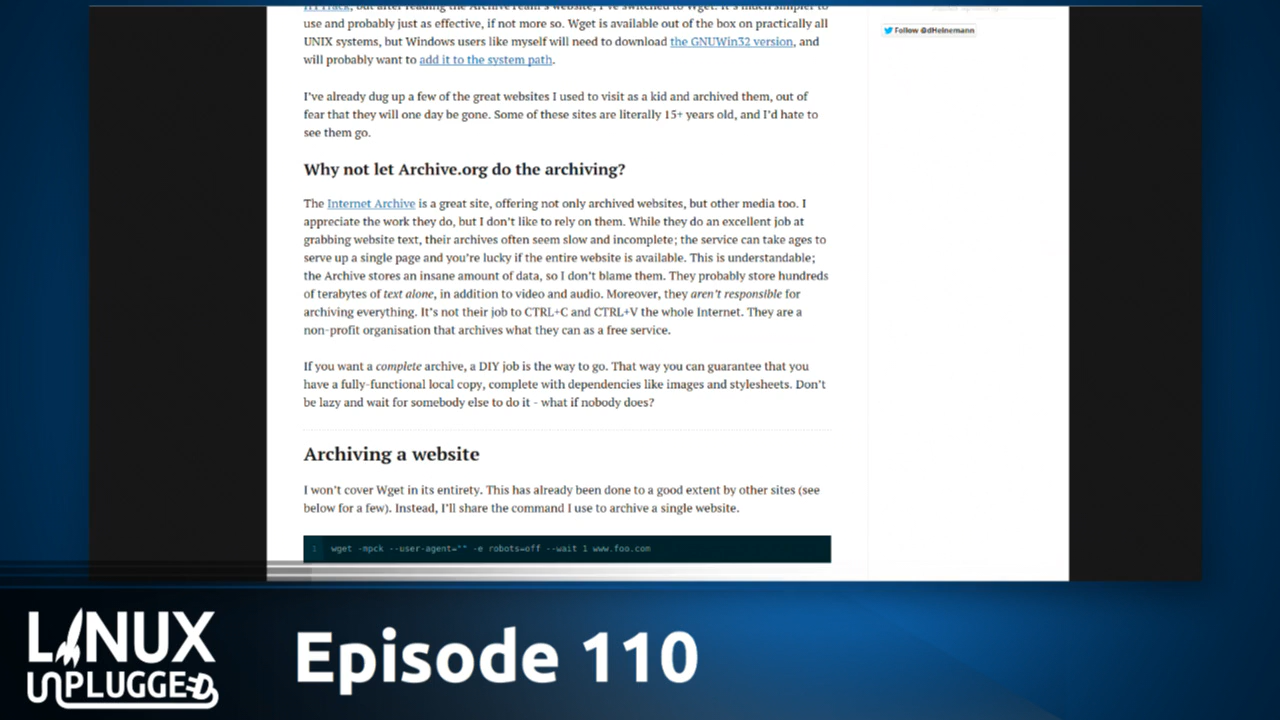 HTTrack, but after reading the Archive Team's website, I've switched to Wget. It's much simpler to
use and probably just as effective, if not more so. Wget is available out of the box on practically all
UNIX systems, but Windows users like myself will need to download the GNUWin32 version, and
will probably want to add it to the system path.
Follow @dHeinemann
I've already dug up a few of the great websites I used to visit as a kid and archived them, out of
fear that they will one day be gone. Some of these sites are literally 15+ years old, and I'd hate to
see them go.
Why not let Archive.org do the archiving?
The Internet Archive is a great site, offering not only archived websites, but other media too. I
appreciate the work they do, but I don't like to rely on them. While they do an excellent job at
grabbing website text, their archives often seem slow and incomplete; the service can take ages to
serve up a single page and you're lucky if the entire website is available. This is understandable;
the Archive stores an insane amount of data, so I don't blame them. They probably store hundreds
of terabytes of text alone, in addition to video and audio. Moreover, they aren't responsible for
archiving everything. It's not their job to CTRL+C and CTRL+V the whole Internet. They are a
non-profit organisation that archives what they can as a free service.
If you want a complete archive, a DIY job is the way to go. That way you can guarantee that you
have a fully-functional local copy, complete with dependencies like images and stylesheets. Don't
be lazy and wait for somebody else to do it - what if nobody does?
Archiving a website
I won't cover Wget in its entirety. This has already been done to a good extent by other sites (see
below for a few). Instead, I'll share the command I use to archive a single website.
1 wget -mpck --user-agent="" -e robots=off --wait 1 www.foo.com
LINUX
UNPLUGGED
Episode 110